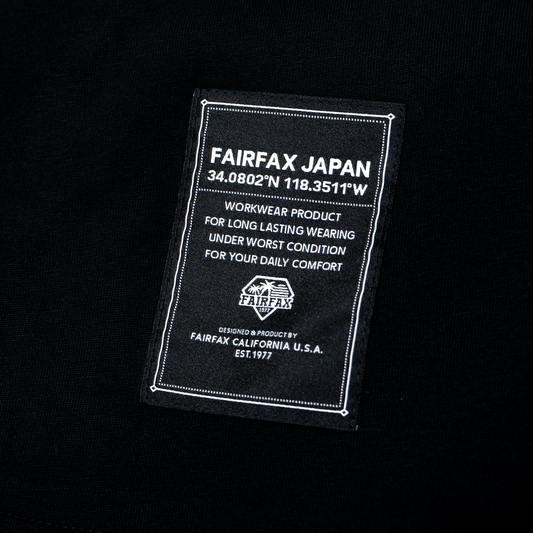 FAIRFAX JAPAN
34.0802°N 118.3511°W
WORKWEAR PRODUCT
FOR LONG LASTING WEARING
UNDER WORST CONDITION
FOR YOUR DAILY COMFORT
FAIRFAX
1977
DESIGNED & PRODUCT BY
FAIRFAX CALIFORNIA U.S.A.
EST.1977